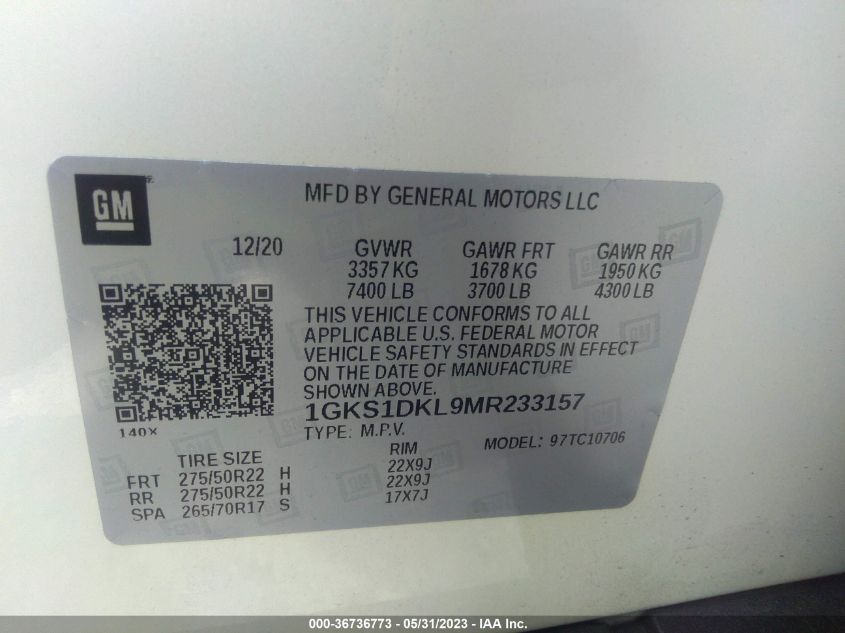 GM
MFD BY GENERAL MOTORS LLC
12/20 GVWR GAWR FRT GAWR RR
3357 KG 1678 KG 1950 KG
7400 LB 3700 LB 4300 LB
THIS VEHICLE CONFORMS TO ALL
APPLICABLE U.S. FEDERAL MOTOR
VEHICLE SAFETY STANDARDS IN EFFECT
ON THE DATE OF MANUFACTURE
SHOWN ABOVE.
1GKS1DKL9MR233157
140X
TYPE: M.P.V. MODEL: 97TC10706
TIRE SIZE RIM
FRT 275/50R22 H 22X9J
RR 275/50R22 H 22X9J
SPA 265/70R17 S 17X7J
000-36736773 - 05/31/2023 - IAA Inc.